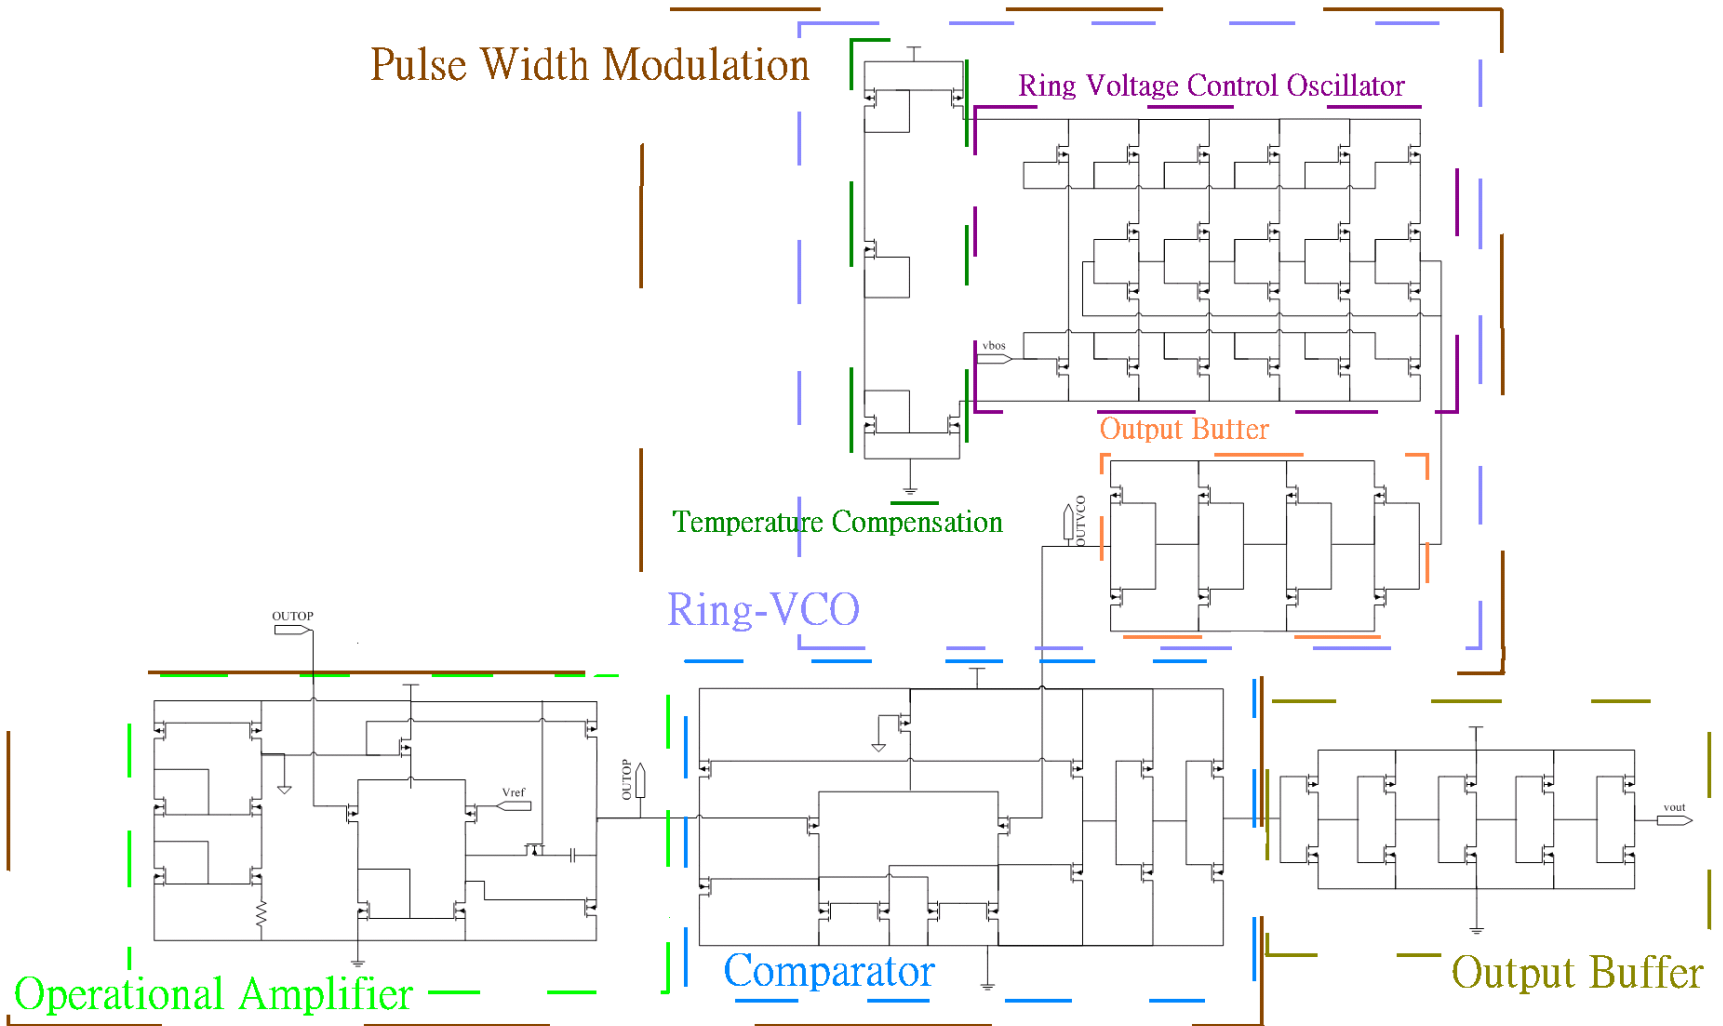 Pulse Width Modulation
Ring Voltage Control Oscillator
vbos
Output Buffer
OUTVCO
Temperature Compensation
Ring-VCO
OUTOP
Vref
OUTOP
vout
Operational Amplifier
Comparator
Output Buffer